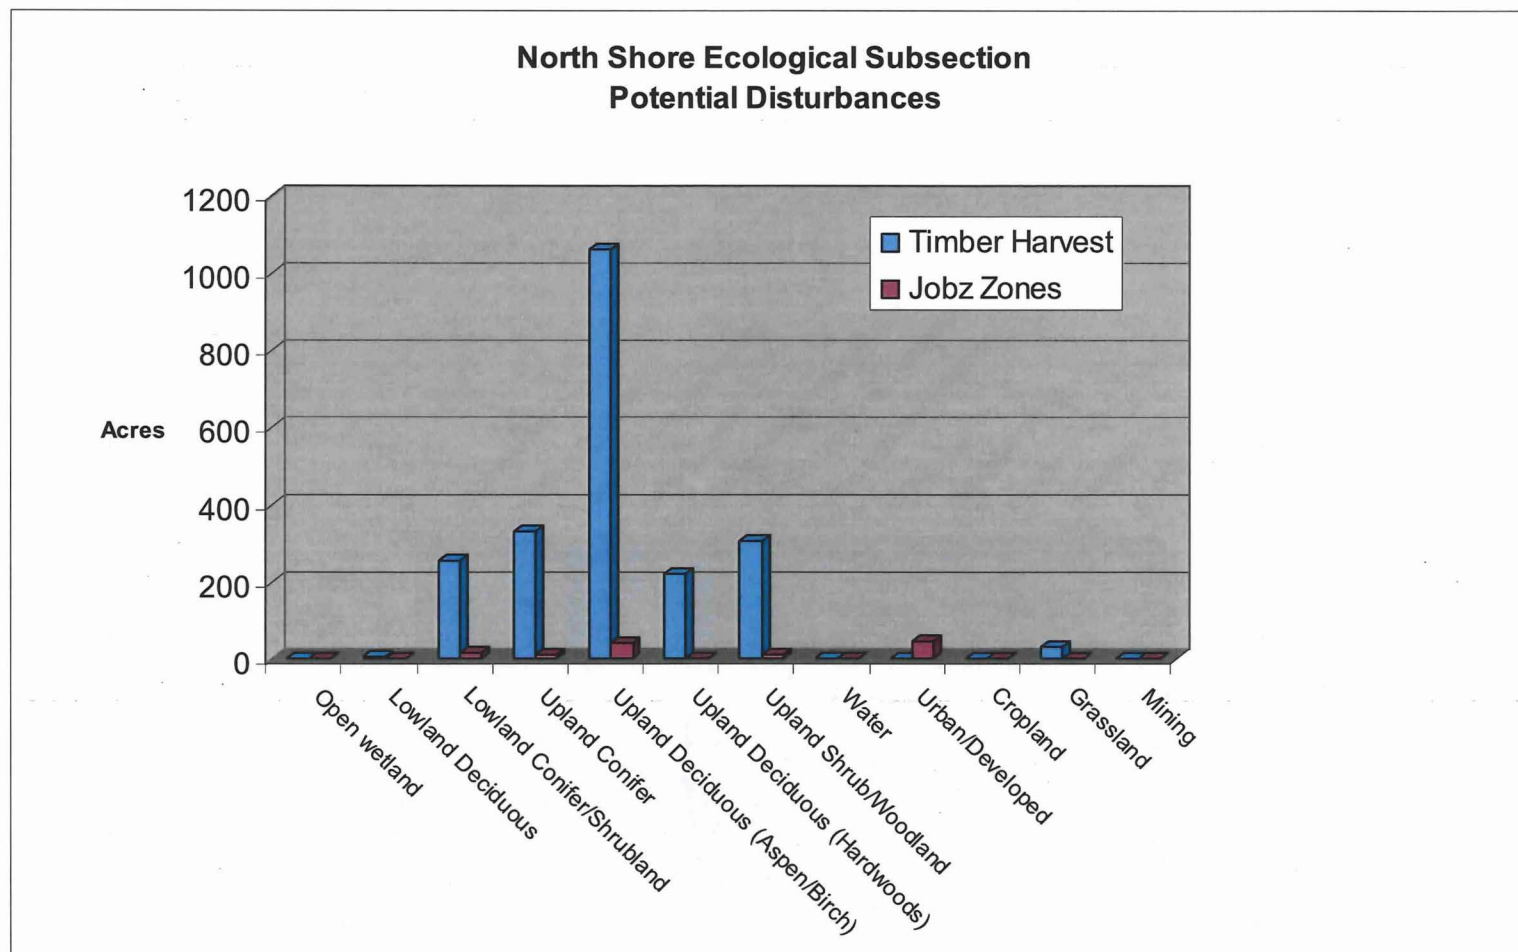 North Shore Ecological Subsection
Potential Disturbances
1200
1000
800
600
400
200
0
Acres
Timber Harvest
Jobz Zones
Open wetland
Lowland Deciduous
Lowland Conifer/Shrubland
Upland Conifer
Upland Deciduous (Aspen/Birch)
Upland Deciduous (Hardwoods)
Upland Shrub/Woodland
Water
Urban/Developed
Cropland
Grassland
Mining